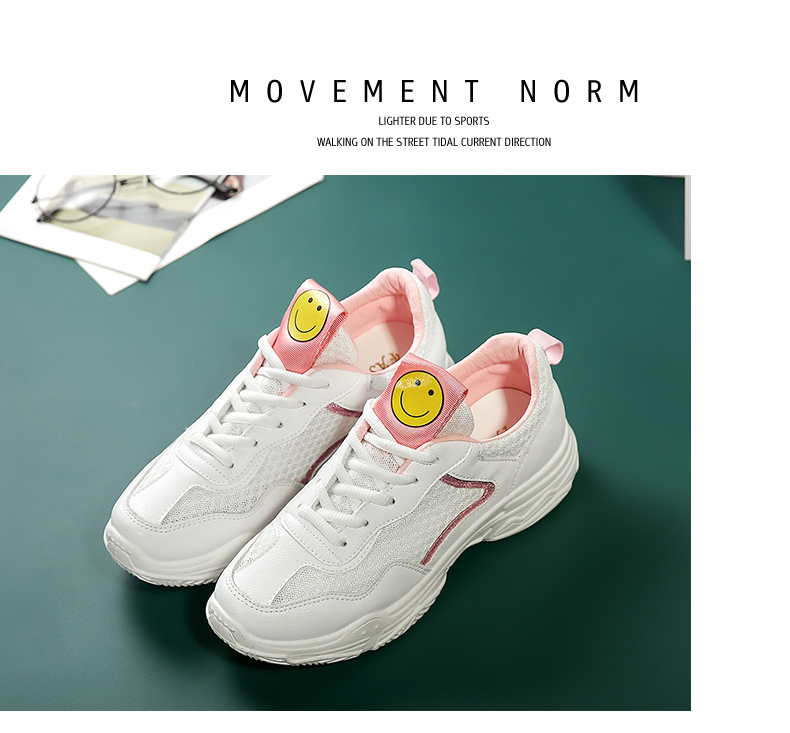 MOVEMENT NORM
LIGHTER DUE TO SPORTS
WALKING ON THE STREET TIDAL CURRENT DIRECTION